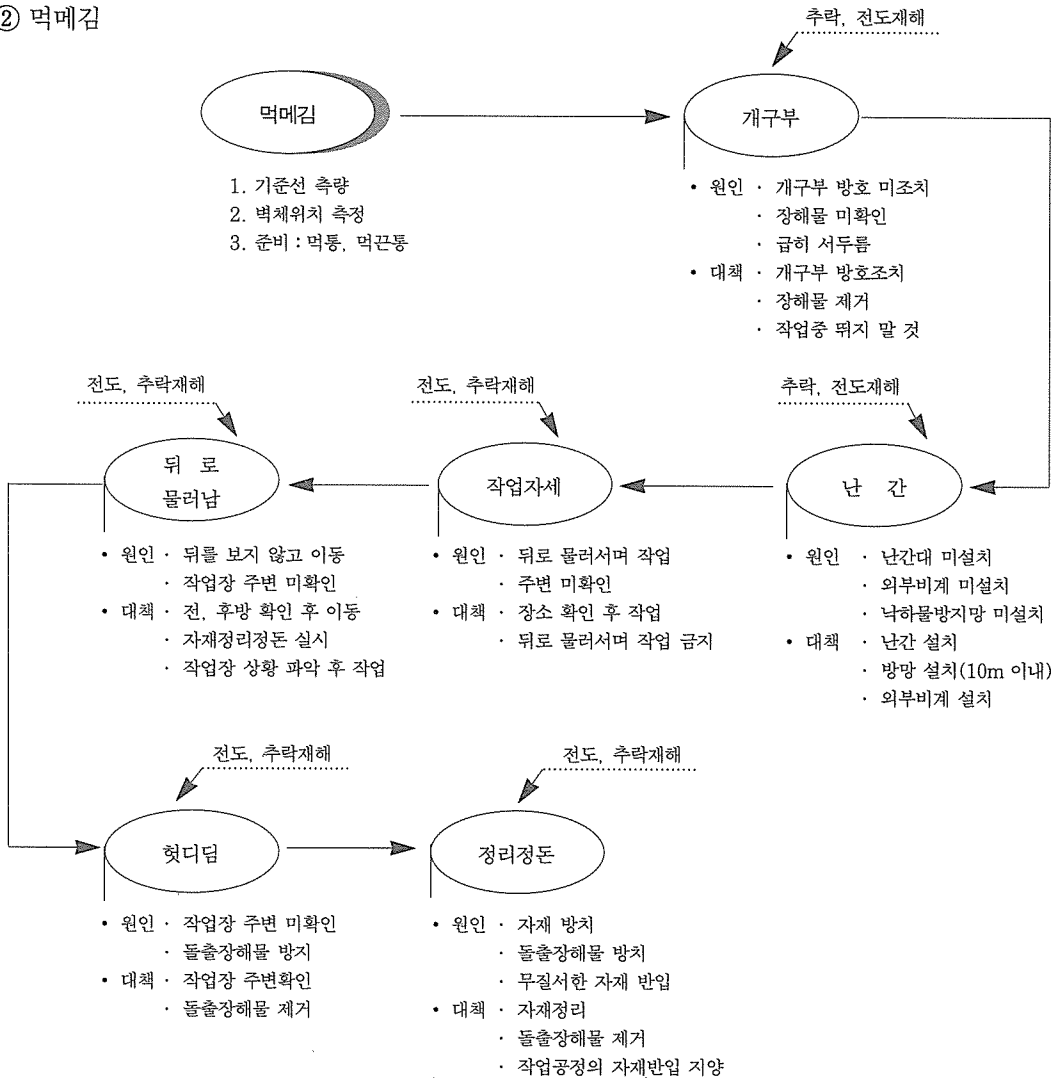 ② 먹메김
추락, 전도재해
먹메김
1. 기준선 측량
2. 벽체위치 측정
3. 준비 : 먹통, 먹끈통
개구부
• 원인 · 개구부 방호 미조치
· 장해물 미확인
· 급히 서두름
• 대책 · 개구부 방호조치
· 장해물 제거
· 작업중 뛰지 말 것
전도, 추락재해
뒤 로
물러남
• 원인 · 뒤를 보지 않고 이동
· 작업장 주변 미확인
• 대책 · 전, 후방 확인 후 이동
· 자재정리정돈 실시
· 작업장 상황 파악 후 작업
전도, 추락재해
작업자세
• 원인 · 뒤로 물러서며 작업
· 주변 미확인
• 대책 · 장소 확인 후 작업
· 뒤로 물러서며 작업 금지
추락, 전도재해
난 간
• 원인 · 난간대 미설치
· 외부비계 미설치
· 낙하물방지망 미설치
• 대책 · 난간 설치
· 방망 설치(10m 이내)
· 외부비계 설치
전도, 추락재해
헛디딤
• 원인 · 작업장 주변 미확인
· 돌출장해물 방지
• 대책 · 작업장 주변확인
· 돌출장해물 제거
전도, 추락재해
정리정돈
• 원인 · 자재 방치
· 돌출장해물 방치
· 무질서한 자재 반입
• 대책 · 자재정리
· 돌출장해물 제거
· 작업공정의 자재반입 지양